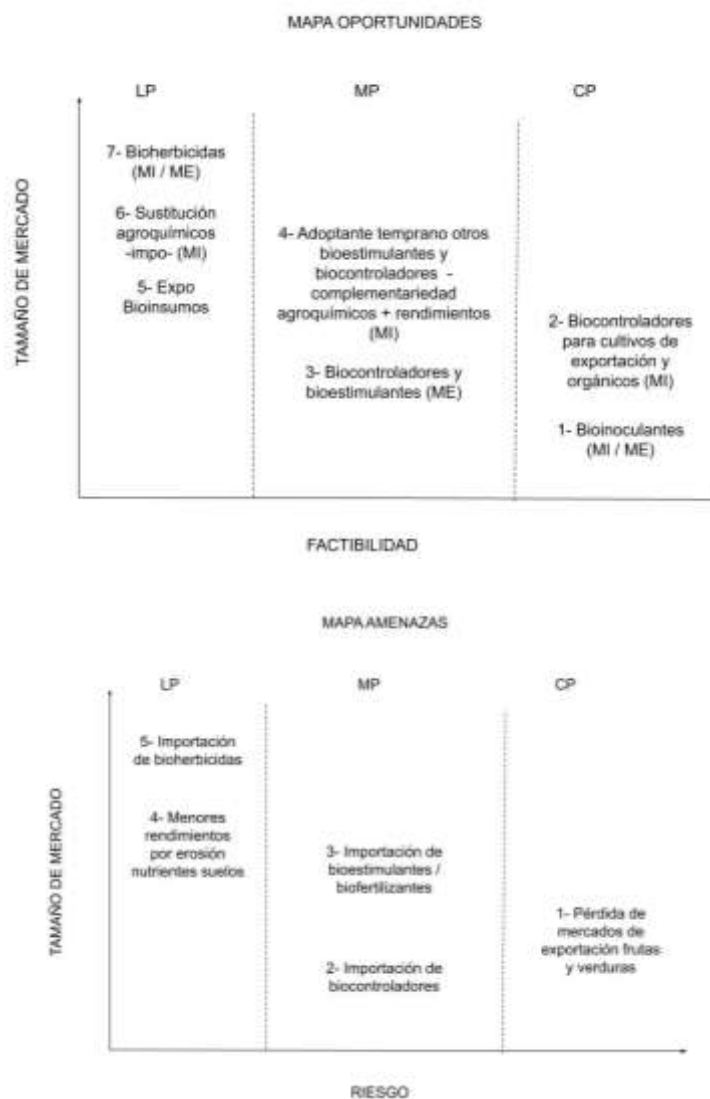 MAPA OPORTUNIDADES
LP
MP
CP
TAMAÑO DE MERCADO
7- Bioherbicidas
(MI / ME)
6- Sustitución
agroquímicos
-impo- (MI)
5- Expo
Bioinsumos
4- Adoptante temprano otros
bioestimulantes y
biocontroladores -
complementariedad
agroquímicos + rendimientos
(MI)
3- Biocontroladores y
bioestimulantes (ME)
2- Biocontroladores
para cultivos de
exportación y
orgánicos (MI)
1- Bioinoculantes
(MI / ME)
FACTIBILIDAD
MAPA AMENAZAS
LP
MP
CP
TAMAÑO DE MERCADO
5- Importación
de bioherbicidas
4- Menores
rendimientos
por erosión
nutrientes suelos
3- Importación de
bioestimulantes /
biofertilizantes
2- Importación de
biocontroladores
1- Pérdida de
mercados de
exportación frutas
y verduras
RIESGO